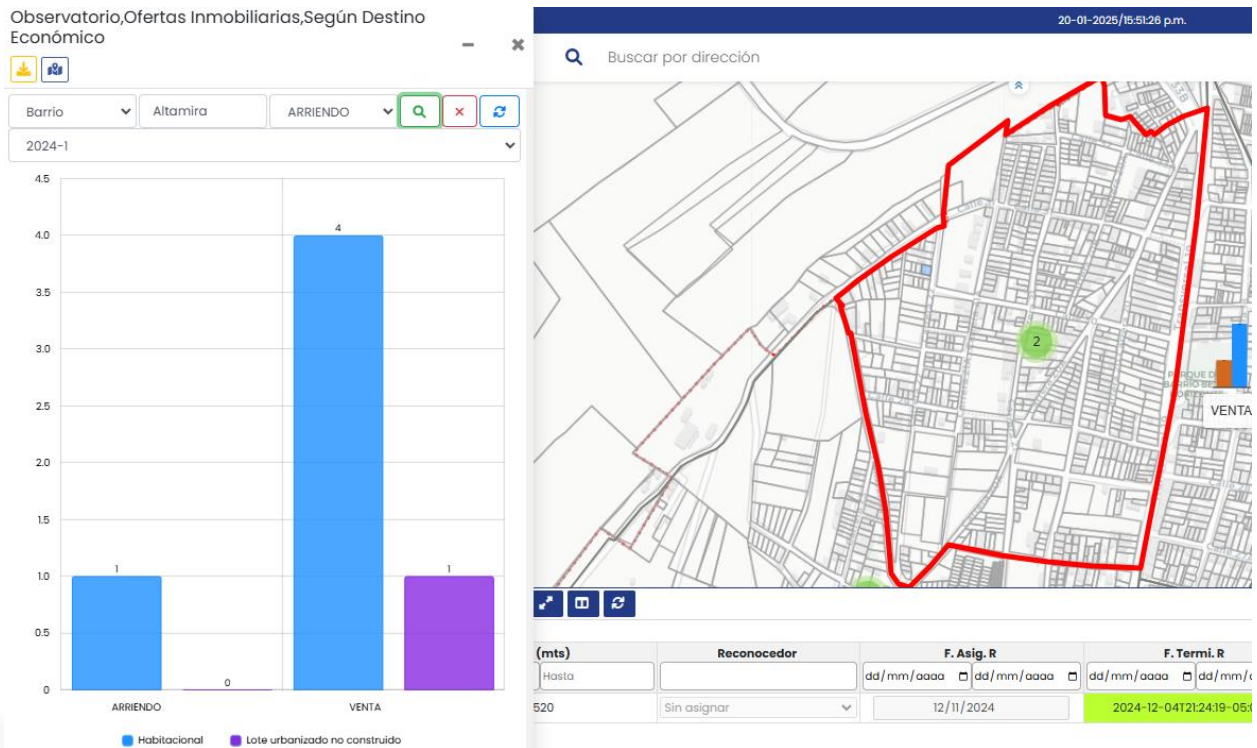 Observatorio,Ofertas Inmobiliarias,Según Destino
Económico
20-01-2025/15:51:26 p.m.
Buscar por dirección
Barrio
Altamira
ARRIENDO
2024-1
4.5
4.0
3.5
3.0
2.5
2.0
1.5
1.0
0.5
0
1
0
4
1
ARRIENDO
VENTA
Habitacional
Lote urbanizado no construido
2
VENTA
(mts)
Reconocedor
F. Asig. R
F. Termi. R
Hasta
dd/mm/aaaa
dd/mm/aaaa
dd/mm/aaaa
dd/mm/
520
Sin asignar
12/11/2024
2024-12-04T21:24:19-05: